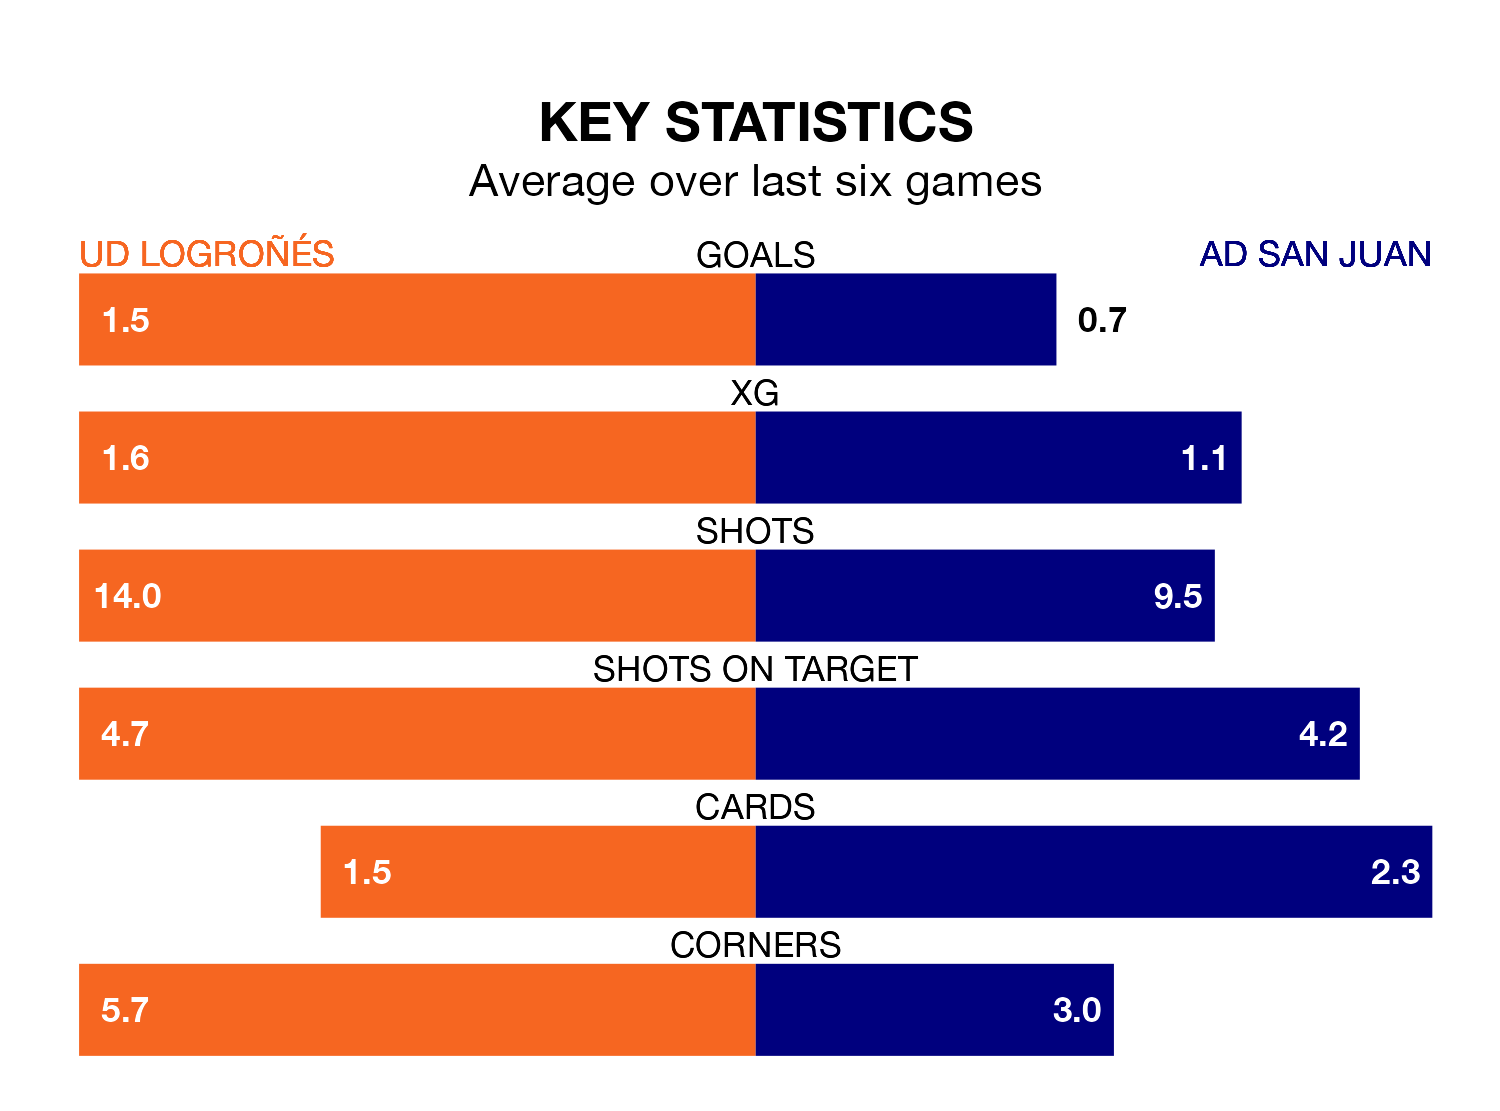 KEY STATISTICS
Average over last six games
UD LOGROÑÉS GOALS AD SAN JUAN
1.5 0.7
XG
1.6 1.1
SHOTS
14.0 9.5
SHOTS ON TARGET
4.7 4.2
CARDS
1.5 2.3
CORNERS
5.7 3.0